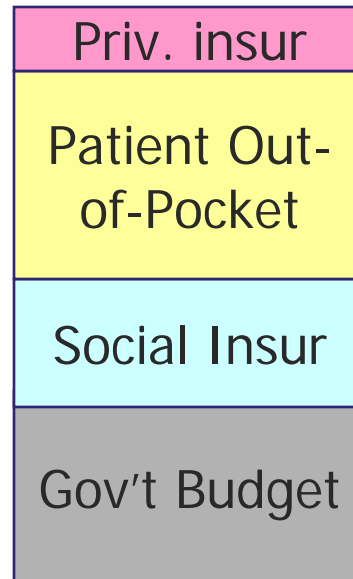 Priv. insur
Patient Out-
of-Pocket
Social Insur
Gov't Budget